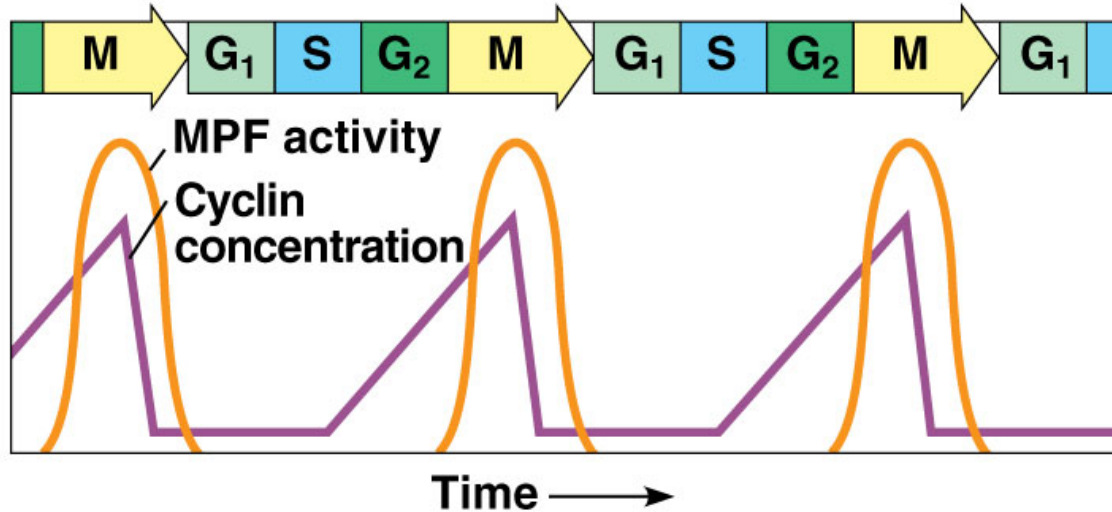 M G₁ S G₂ M G₁ S G₂ M G₁
MPF activity
Cyclin
concentration
Time